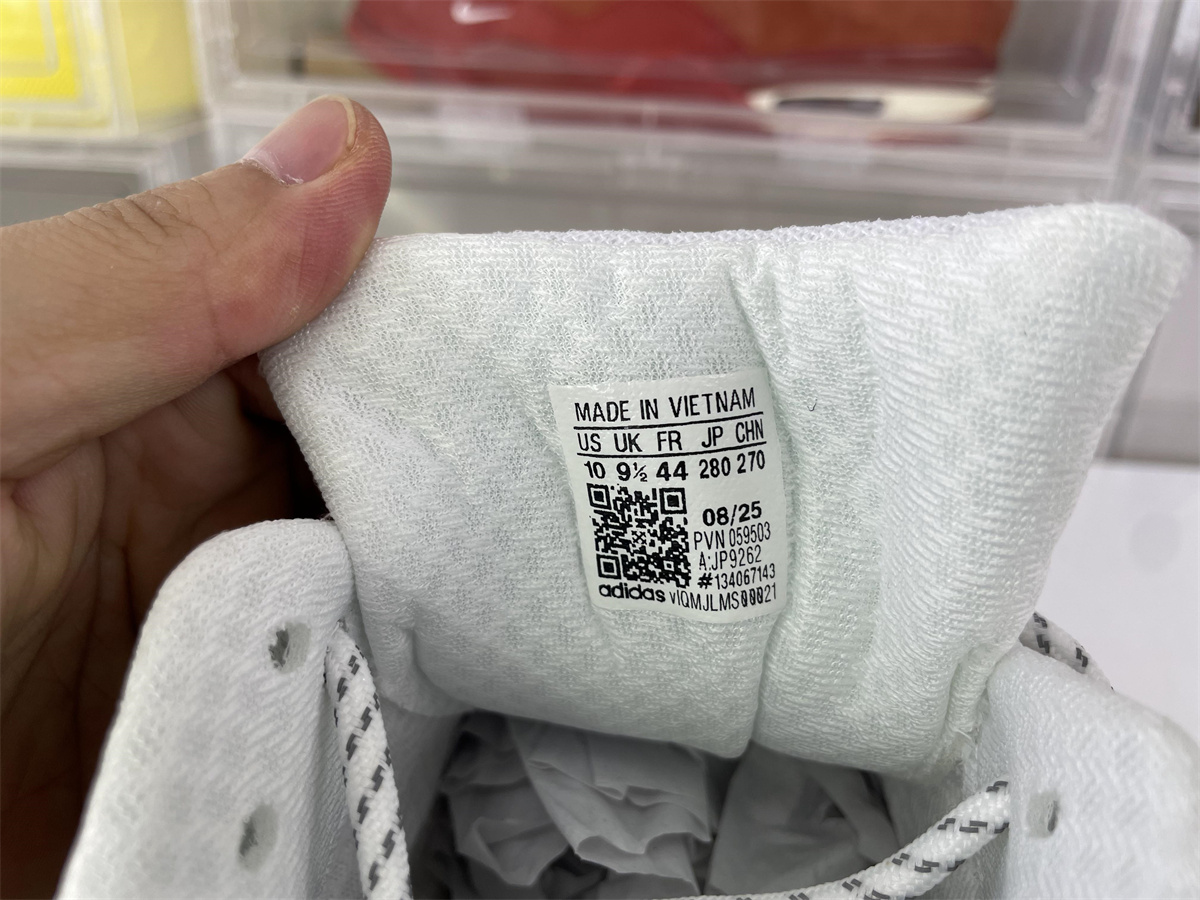 MADE IN VIETNAM
US UK FR JP CHN
10 9½ 44 280 270
08/25
PVN 059503
A:JP9262
#134067143
adidas vIQMJLMS00021